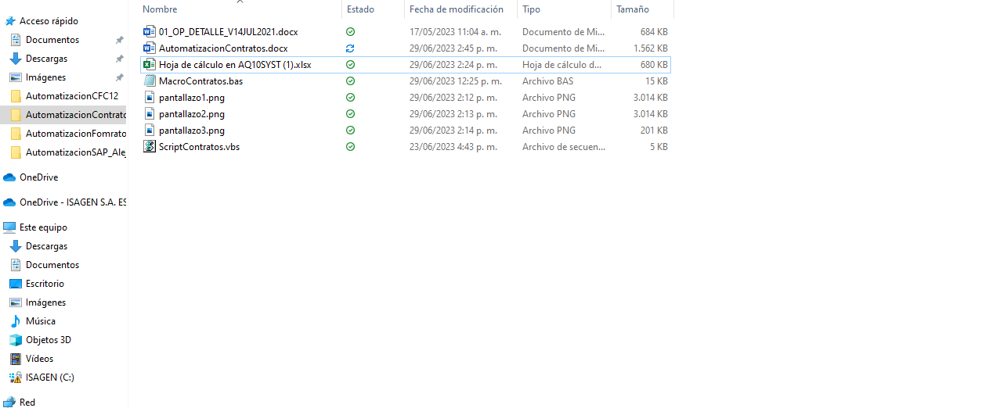 Nombre Estado Fecha de modificación Tipo Tamaño
Acceso rápido
Documentos
Descargas
Imágenes
AutomatizacionCFC12
AutomatizacionContrato
AutomatizacionFomrato
AutomatizacionSAP_Alej
OneDrive
OneDrive - ISAGEN S.A. ES
Este equipo
Descargas
Documentos
Escritorio
Imágenes
Música
Objetos 3D
Vídeos
ISAGEN (C:)
Red
01_OP_DETALLE_V14JUL2021.docx 17/05/2023 11:04 a. m. Documento de Mi... 684 KB
AutomatizacionContratos.docx 29/06/2023 2:45 p. m. Documento de Mi... 1.562 KB
Hoja de cálculo en AQ10SYST (1).xlsx 29/06/2023 2:24 p. m. Hoja de cálculo d... 680 KB
MacroContratos.bas 29/06/2023 12:25 p. m. Archivo BAS 15 KB
pantallazo1.png 29/06/2023 2:12 p. m. Archivo PNG 3.014 KB
pantallazo2.png 29/06/2023 2:13 p. m. Archivo PNG 3.014 KB
pantallazo3.png 29/06/2023 2:14 p. m. Archivo PNG 201 KB
ScriptContratos.vbs 23/06/2023 4:43 p. m. Archivo de secuen... 5 KB